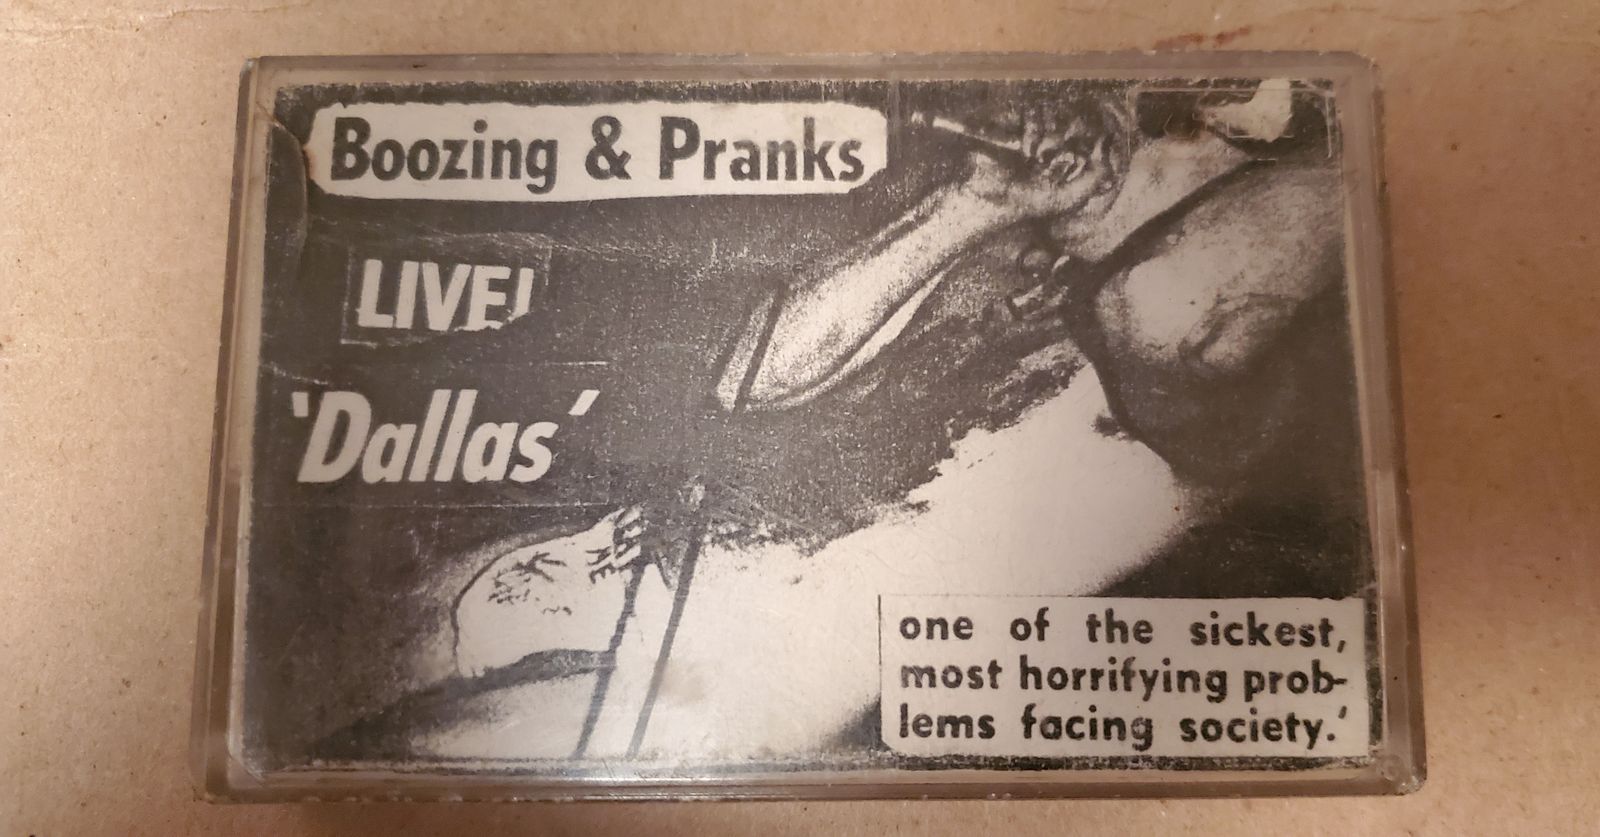 Boozing & Pranks
LIVE!
'Dallas'
one of the sickest,
most horrifying prob-
lems facing society.'